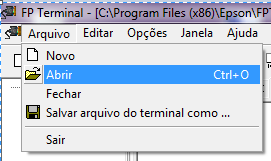 FP Terminal - [C:\Program Files (x86)\Epson\FP
Arquivo Editar Opções Janela Ajuda
Novo
Abrir Ctrl+O
Fechar
Salvar arquivo do terminal como ...
Sair